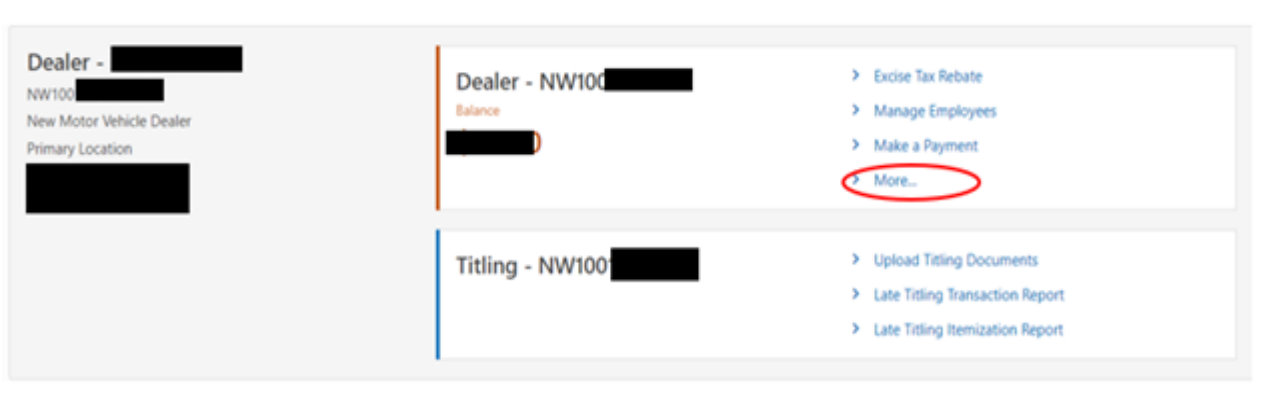 Dealer -
NW100
New Motor Vehicle Dealer
Primary Location
Dealer - NW100
Balance
> Excise Tax Rebate
> Manage Employees
> Make a Payment
> More...
Titling - NW100
> Upload Titling Documents
> Late Titling Transaction Report
> Late Titling Itemization Report